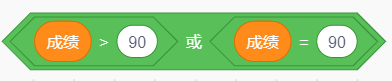 成绩 > 90 或 成绩 = 90